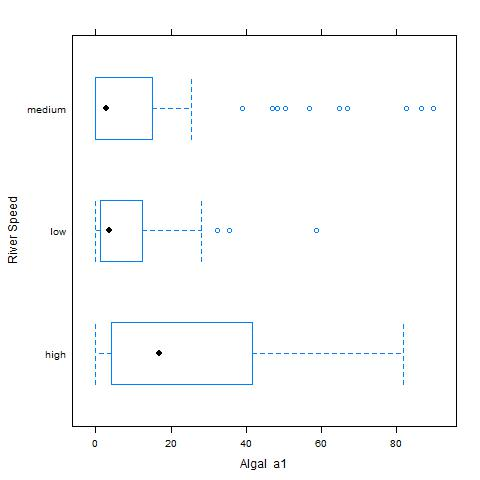 River Speed
medium
low
high
0 20 40 60 80
Algal a1